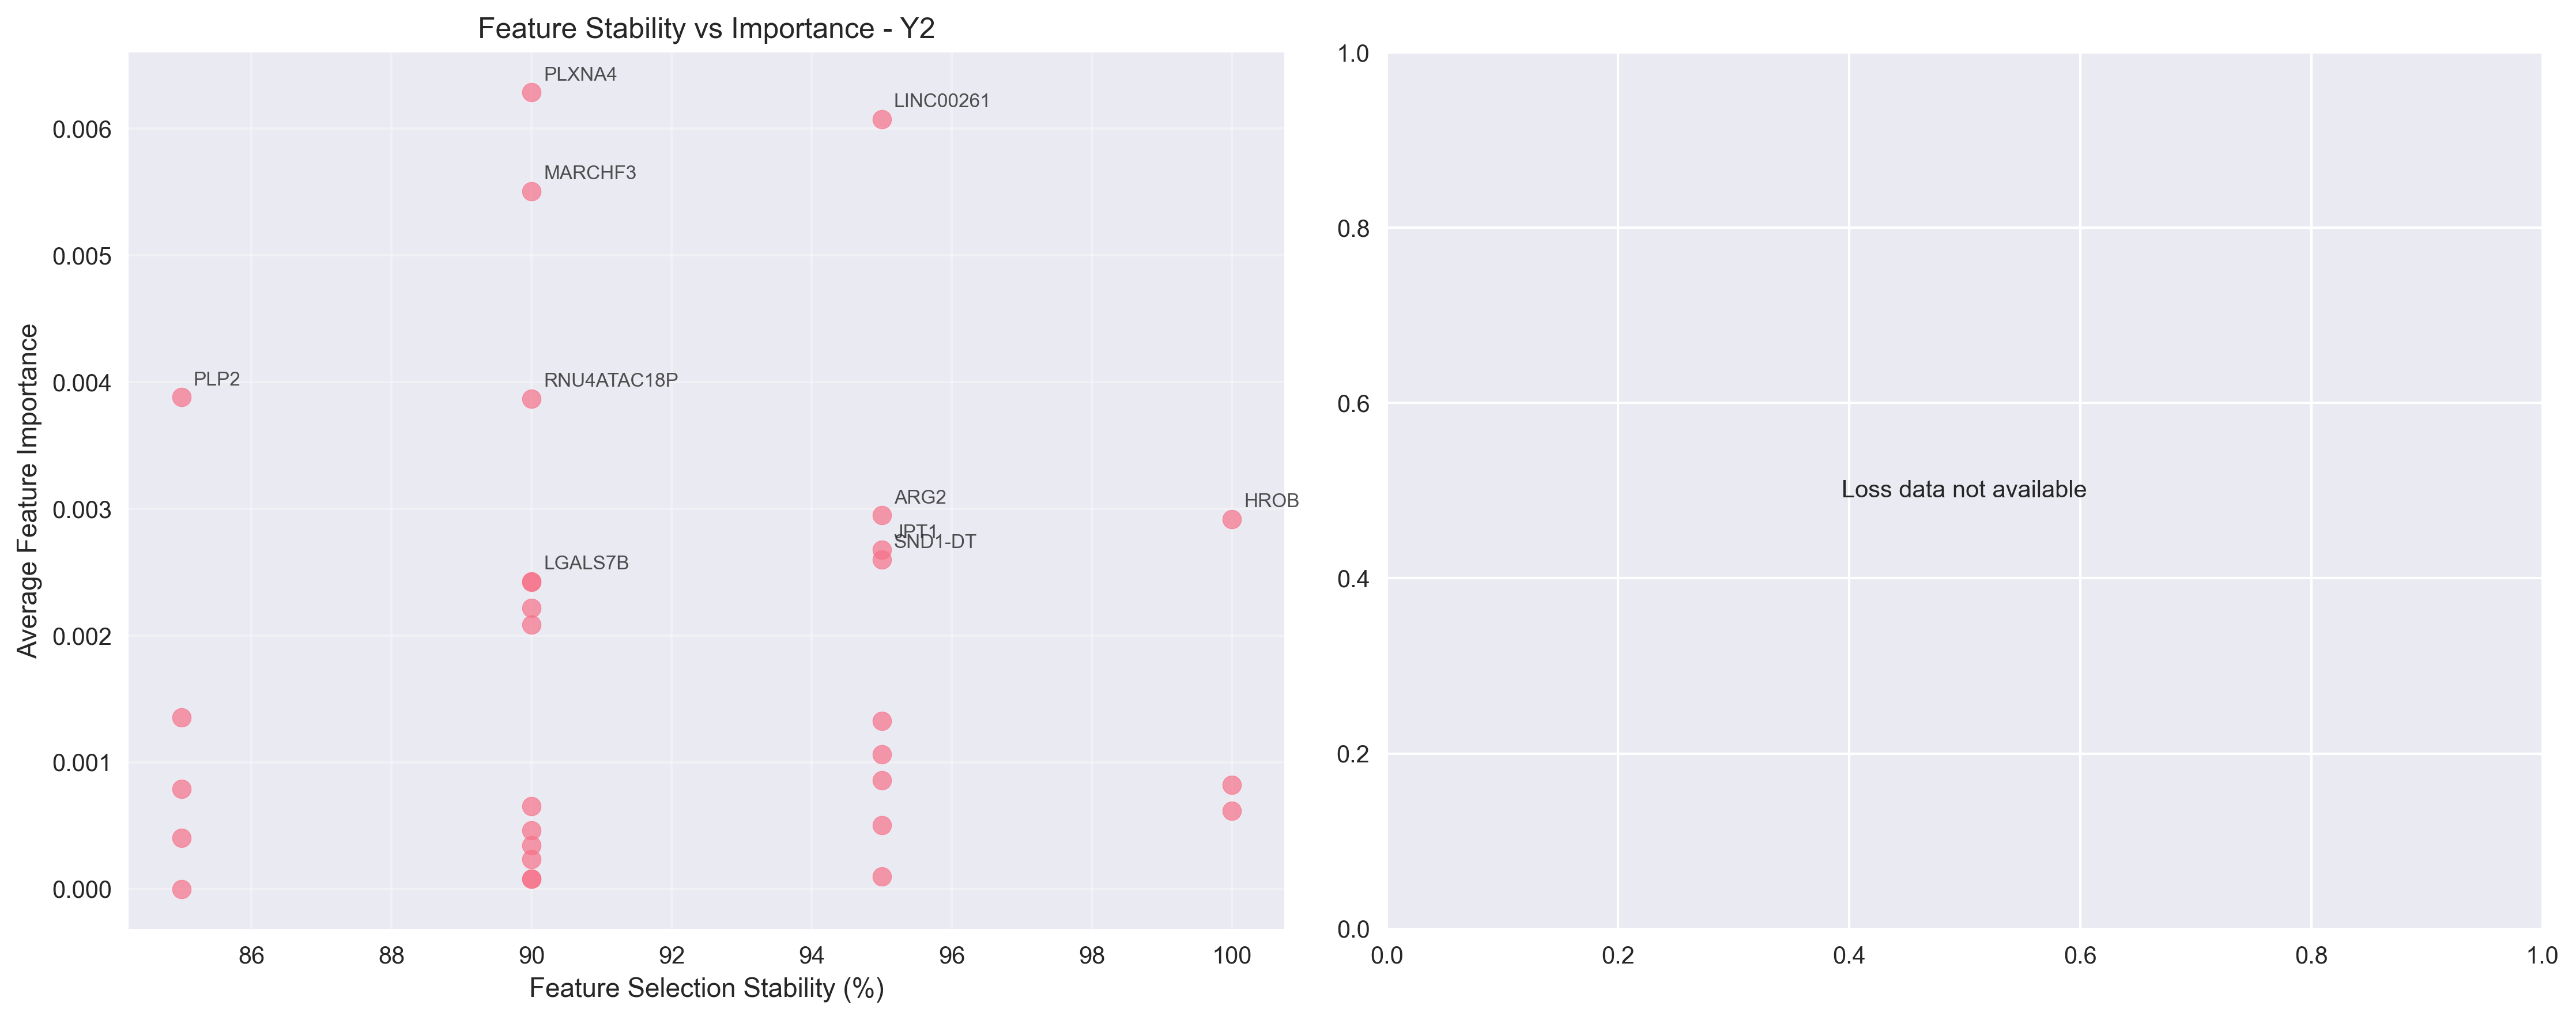 Feature Stability vs Importance - Y2
PLXNA4
LINC00261
MARCHF3
PLP2
RNU4ATAC18P
ARG2
HROB
JPT1
SND1-DT
LGALS7B
0.006
0.005
0.004
0.003
0.002
0.001
0.000
Average Feature Importance
86 88 90 92 94 96 98 100
Feature Selection Stability (%)
1.0
0.8
0.6
0.4
0.2
0.0
Loss data not available
0.0 0.2 0.4 0.6 0.8 1.0